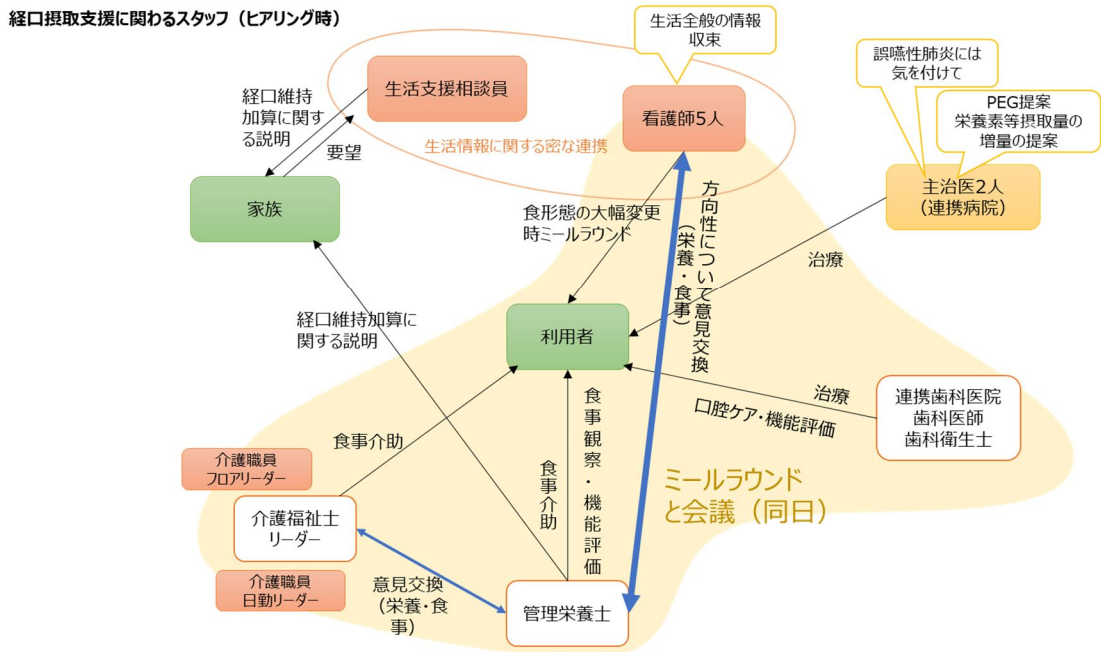 経口摂取支援に関わるスタッフ（ヒアリング時）
生活全般の情報
収束
誤嚥性肺炎には
気を付けて
PEG提案
栄養素等摂取量の
増量の提案
生活支援相談員
看護師5人
経口維持
加算に関す
る説明
要望
生活情報に関する密な連携
主治医2人
（連携病院）
家族
食形態の大幅変更
時ミールラウンド
方向性について意見交換
（栄養・食事）
治療
経口維持加算に
関する説明
利用者
治療
口腔ケア・機能評価
連携歯科医院
歯科医師
歯科衛生士
食事介助
食事介助
食事観察・機能評価
ミールラウンド
と会議（同日）
介護職員
フロアリーダー
介護福祉士
リーダー
介護職員
日勤リーダー
意見交換
（栄養・食
事）
管理栄養士